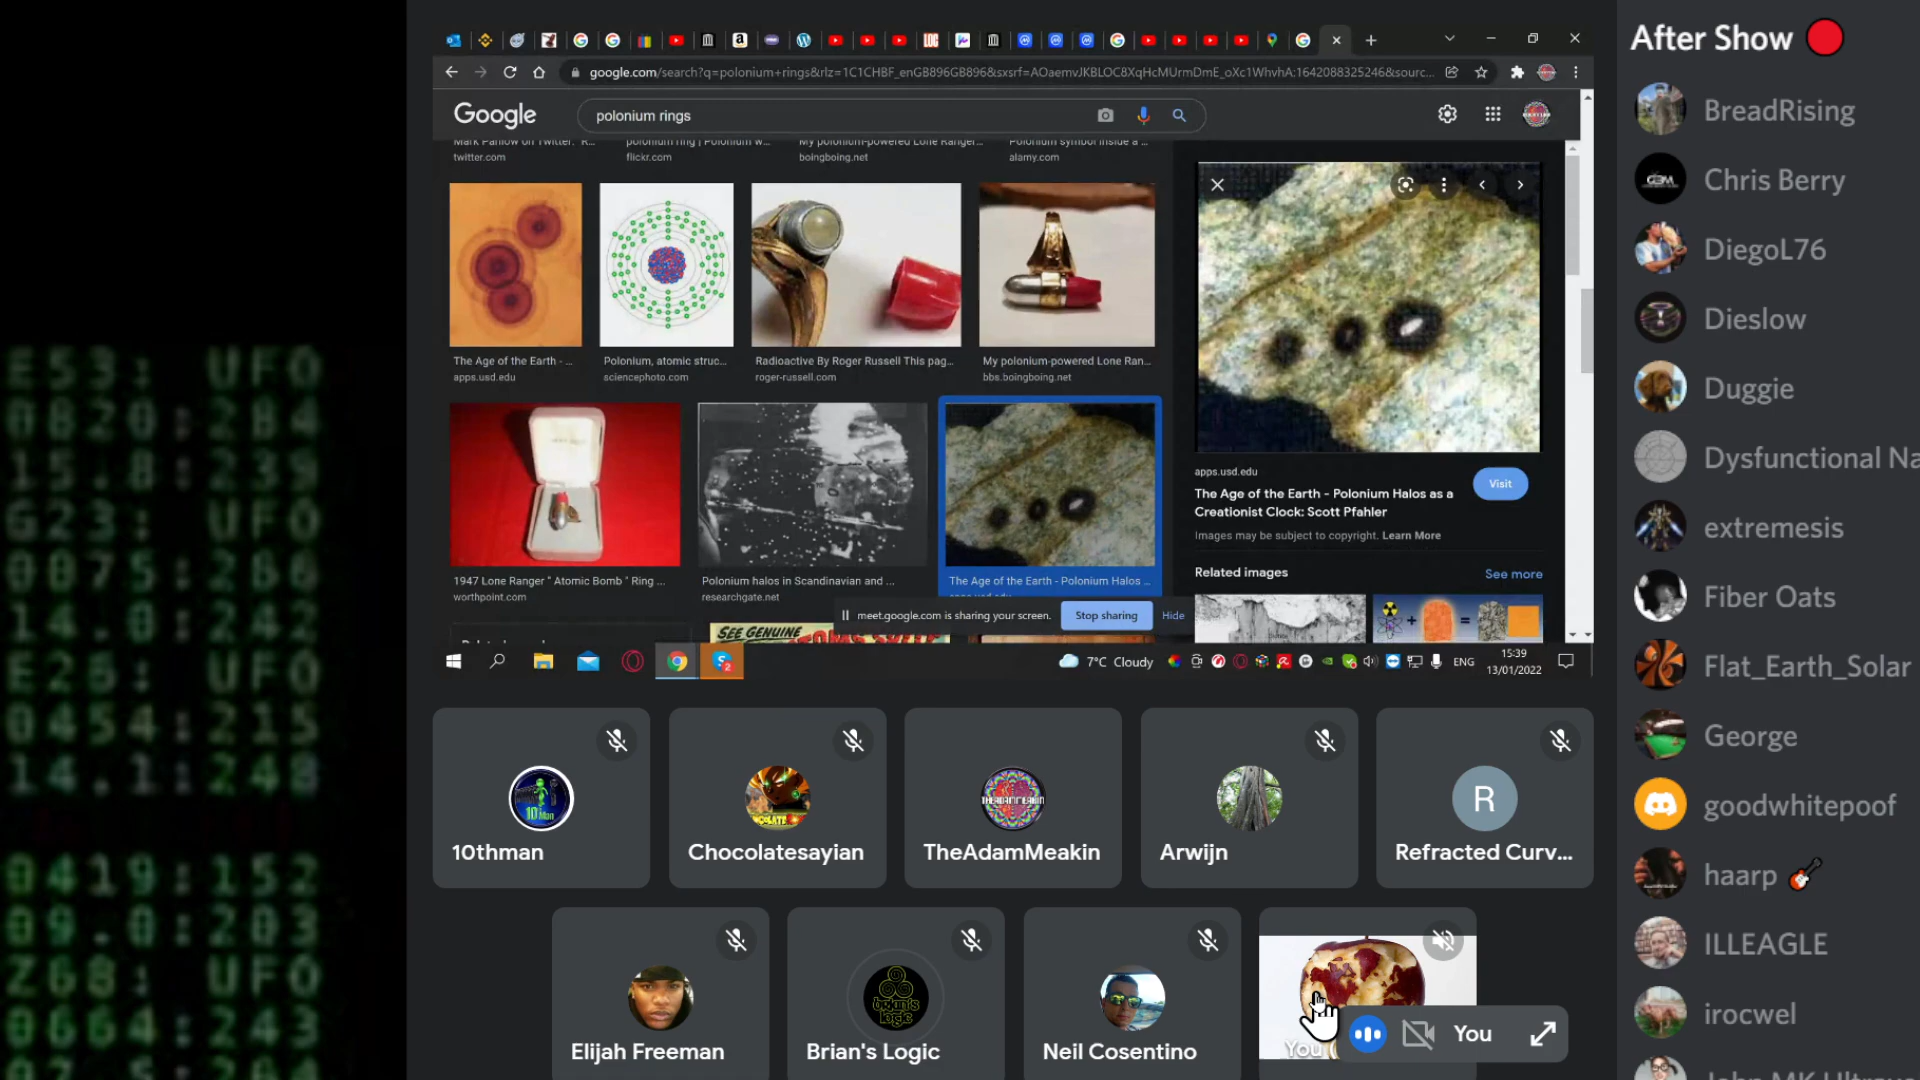 E53: UFO
0820:284
15.8:239
G23: UFO
0075:266
14.0:202
E25: UFO
0454:215
14.1:248
0419:152
09.0:203
Z68: UFO
0664:243
google.com/search?q=polonium+rings&rlz=1C1CHBF_enGB896GB896&sxsrf=AOaemvJKBLOC8XqHcMUrmDmE_oXc1WhvhA:1642088325246&sourc...
Google
polonium rings
twitter.com
flickr.com
boingboing.net
alamy.com
The Age of the Earth - ...
apps.usd.edu
Polonium, atomic struc...
sciencephoto.com
Radioactive By Roger Russell This pag...
roger-russell.com
My polonium-powered Lone Ran...
bbs.boingboing.net
1947 Lone Ranger " Atomic Bomb " Ring ...
worthpoint.com
Polonium halos in Scandinavian and ...
researchgate.net
The Age of the Earth - Polonium Halos ...
SEE GENUINE
apps.usd.edu
The Age of the Earth - Polonium Halos as a
Creationist Clock: Scott Pfahler
Visit
Images may be subject to copyright. Learn More
Related images
See more
meet.google.com is sharing your screen.
Stop sharing
Hide
7°C Cloudy
ENG
15:39
13/01/2022
10thman
Chocolatesayian
TheAdamMeakin
Arwijn
R
Refracted Curv...
Elijah Freeman
Brian's Logic
Neil Cosentino
You
You
After Show
BreadRising
Chris Berry
DiegoL76
Dieslow
Duggie
Dysfunctional Na
extremesis
Fiber Oats
Flat_Earth_Solar
George
goodwhitepoof
haarp
ILLEAGLE
irocwel